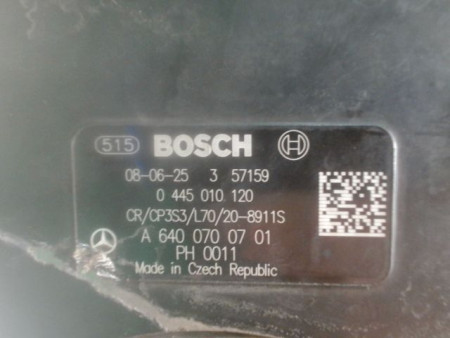 515 BOSCH
08-06-25 3 57159
0 445 010 120
CR/CP3S3/L70/20-8911S
A 640 070 07 01
PH 0011
Made in Czech Republic